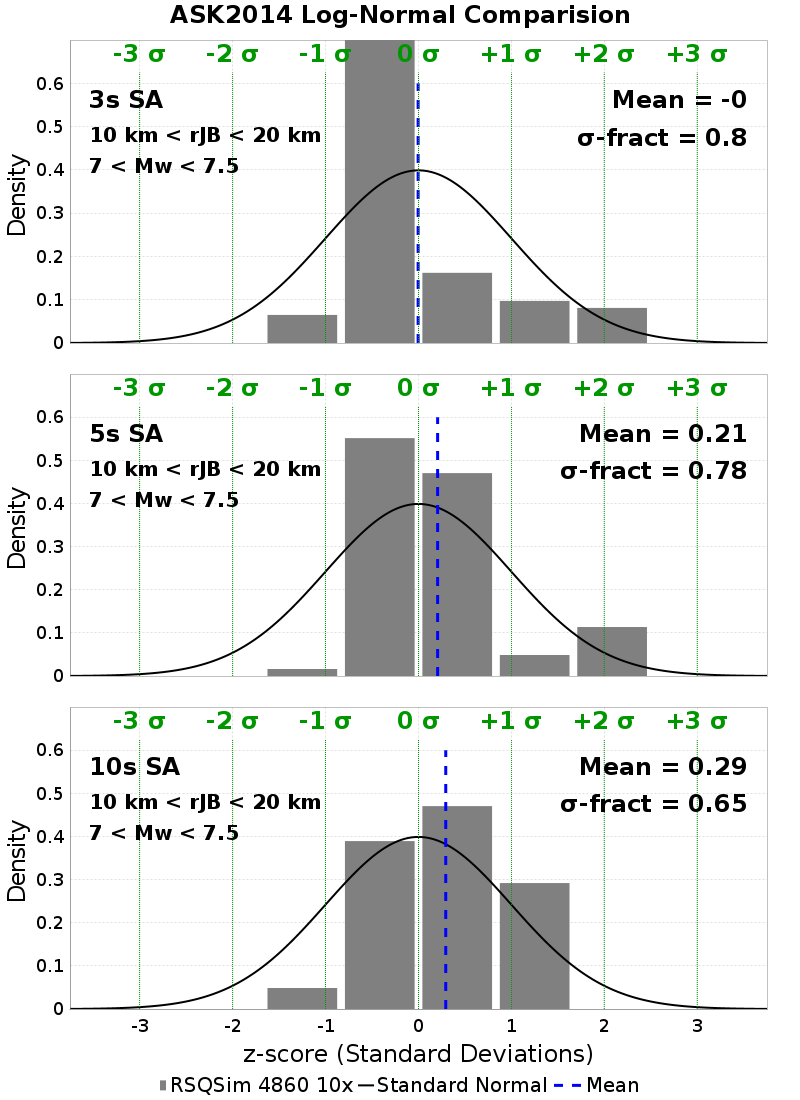 ASK2014 Log-Normal Comparision
-3 σ -2 σ -1 σ 0 σ +1 σ +2 σ +3 σ
3s SA
10 km < rJB < 20 km
7 < Mw < 7.5
Mean = -0
σ-fract = 0.8
Density
0.6
0.5
0.4
0.3
0.2
0.1
0
-3 σ -2 σ -1 σ 0 σ +1 σ +2 σ +3 σ
5s SA
10 km < rJB < 20 km
7 < Mw < 7.5
Mean = 0.21
σ-fract = 0.78
Density
0.6
0.5
0.4
0.3
0.2
0.1
0
-3 σ -2 σ -1 σ 0 σ +1 σ +2 σ +3 σ
10s SA
10 km < rJB < 20 km
7 < Mw < 7.5
Mean = 0.29
σ-fract = 0.65
Density
0.6
0.5
0.4
0.3
0.2
0.1
0
-3 -2 -1 0 1 2 3
z-score (Standard Deviations)
RSQSim 4860 10x Standard Normal Mean